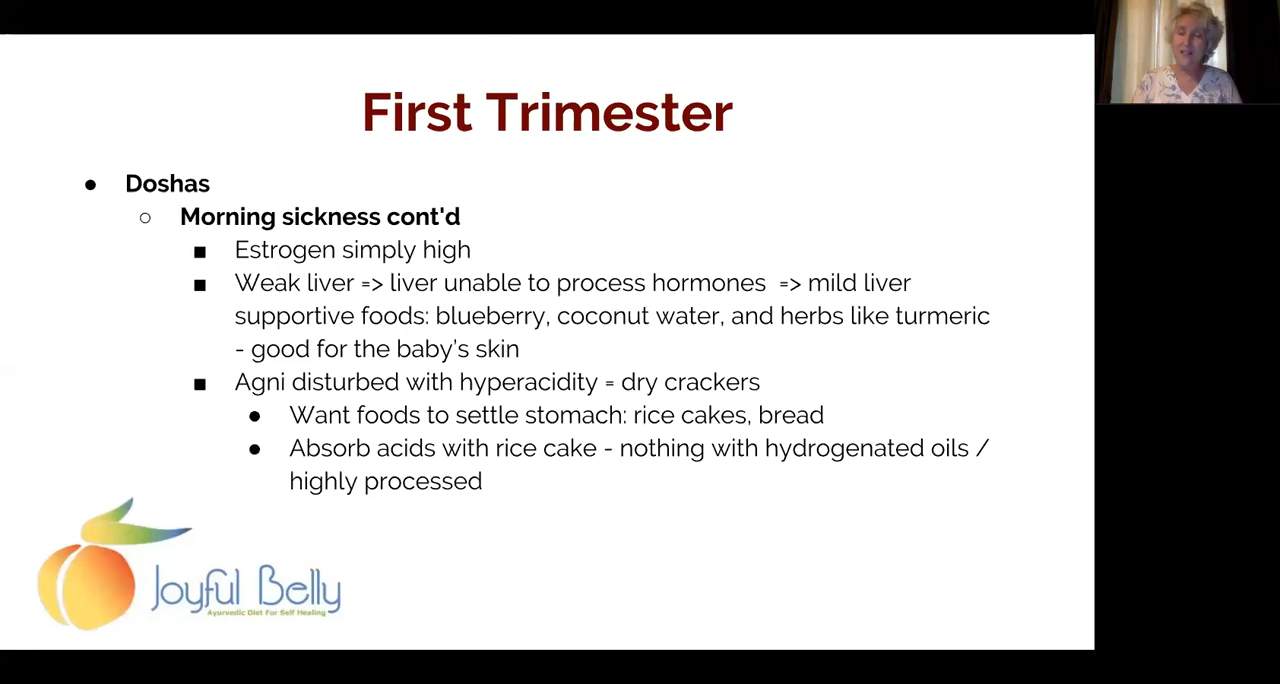 First Trimester
● Doshas
○ Morning sickness cont'd
■ Estrogen simply high
■ Weak liver => liver unable to process hormones => mild liver
supportive foods: blueberry, coconut water, and herbs like turmeric
- good for the baby's skin
■ Agni disturbed with hyperacidity = dry crackers
● Want foods to settle stomach: rice cakes, bread
● Absorb acids with rice cake - nothing with hydrogenated oils /
highly processed
Joyful Belly
Ayurvedic Diet For Self Healing